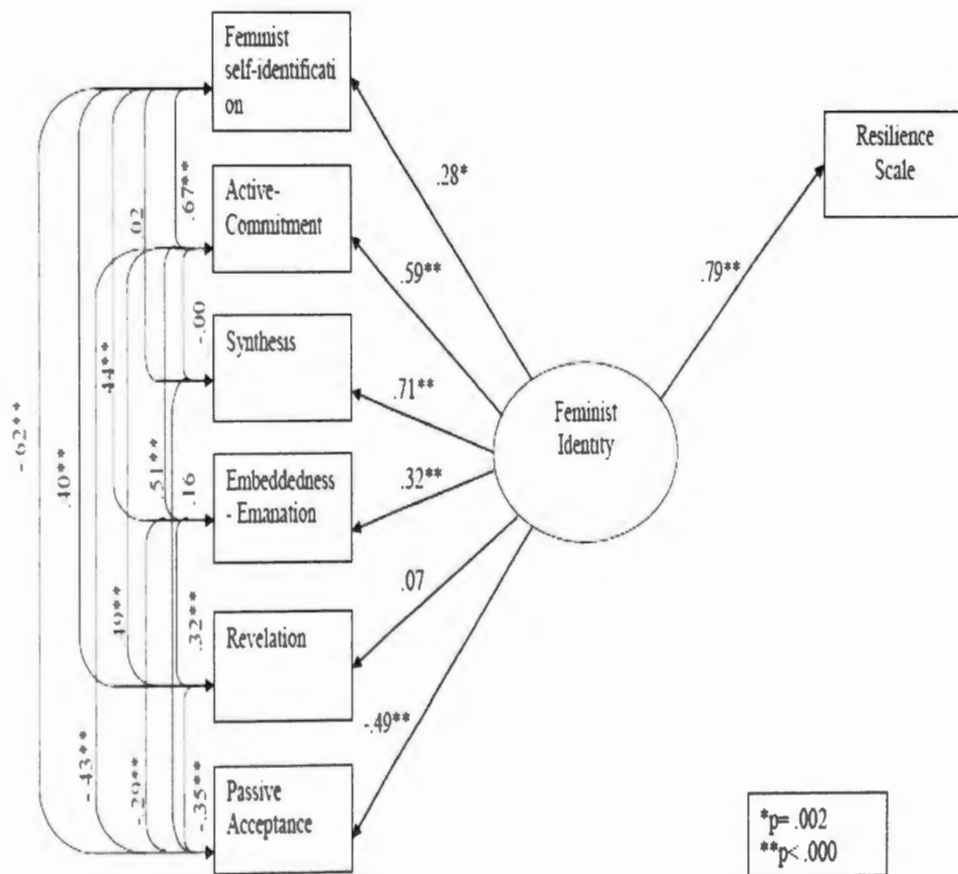 Feminist
self-identificati
on
Resilience
Scale
.28*
.67**
Active-
Commitment
.02
.59**
.79**
-.00
Synthesis
.44**
.71**
Feminist
Identity
-.62**
.40**
.51**
.16
Embeddedness
- Emanation
.32**
.07
.49**
.32**
Revelation
-.49**
-.43**
-.29**
-.35**
Passive
Acceptance
*p= .002
**p< .000